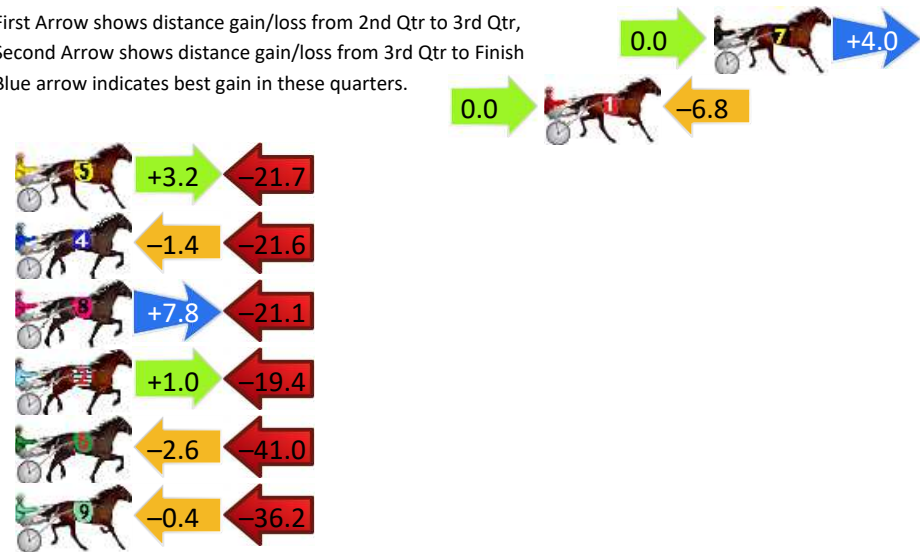 First Arrow shows distance gain/loss from 2nd Qtr to 3rd Qtr,
Second Arrow shows distance gain/loss from 3rd Qtr to Finish
Blue arrow indicates best gain in these quarters.
0.0 7 +4.0
0.0 1 –6.8
5 +3.2 –21.7
4 –1.4 –21.6
8 +7.8 –21.1
2 +1.0 –19.4
6 –2.6 –41.0
9 –0.4 –36.2